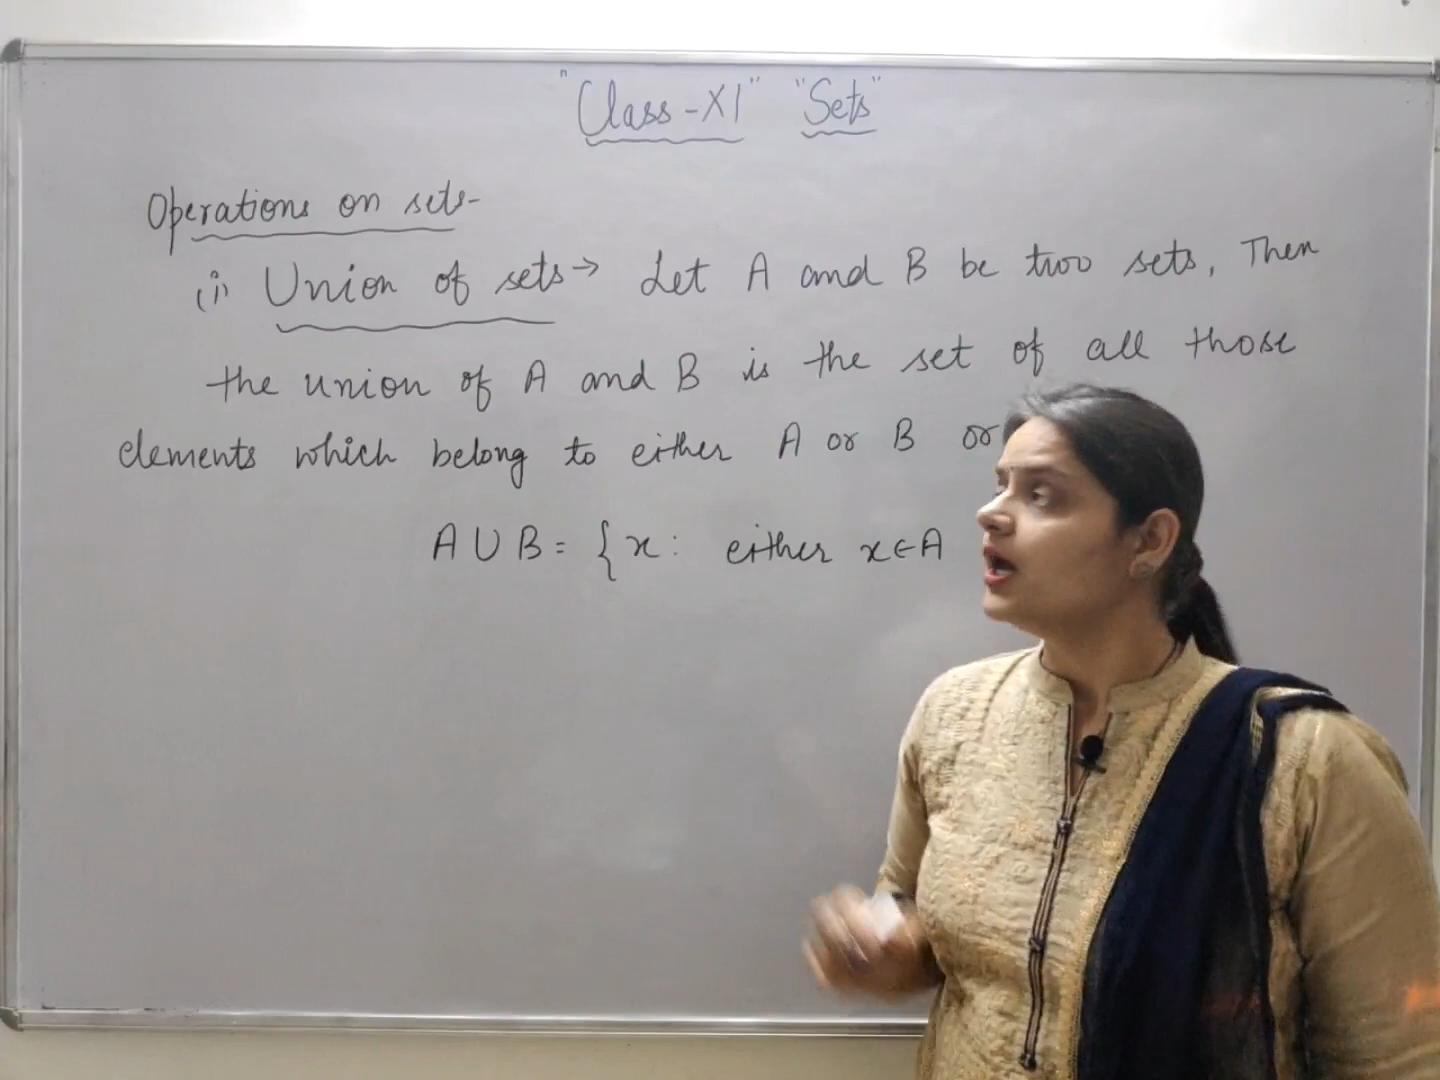 "Class-XI" "Sets"
Operations on sets-
(i) Union of sets→ Let A and B be two sets, Then
the union of A and B is the set of all those
elements which belong to either A or B or
A ∪ B = { x : either x ∈ A